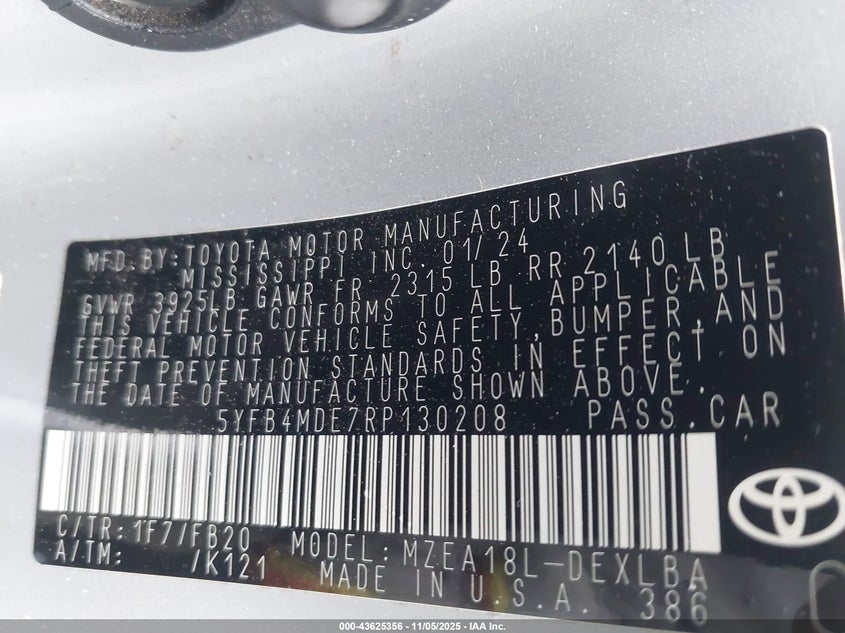 MFD.BY:TOYOTA MOTOR MANUFACTURING
MISSISSIPPI INC. 01/24
GVWR 3925LB GAWR FR 2315 LB RR 2140 LB
THIS VEHICLE CONFORMS TO ALL APPLICABLE
FEDERAL MOTOR VEHICLE SAFETY,BUMPER,AND
THEFT PREVENTION STANDARDS IN EFFECT ON
THE DATE OF MANUFACTURE SHOWN ABOVE.
5YFB4MDE7RP130208 PASS.CAR
C/TR:1F7/FB20 MODEL:MZEA18L-DEXLBA
A/TM: /K121 MADE IN U.S.A. 386
000-43625356 - 11/05/2025 - IAA Inc.